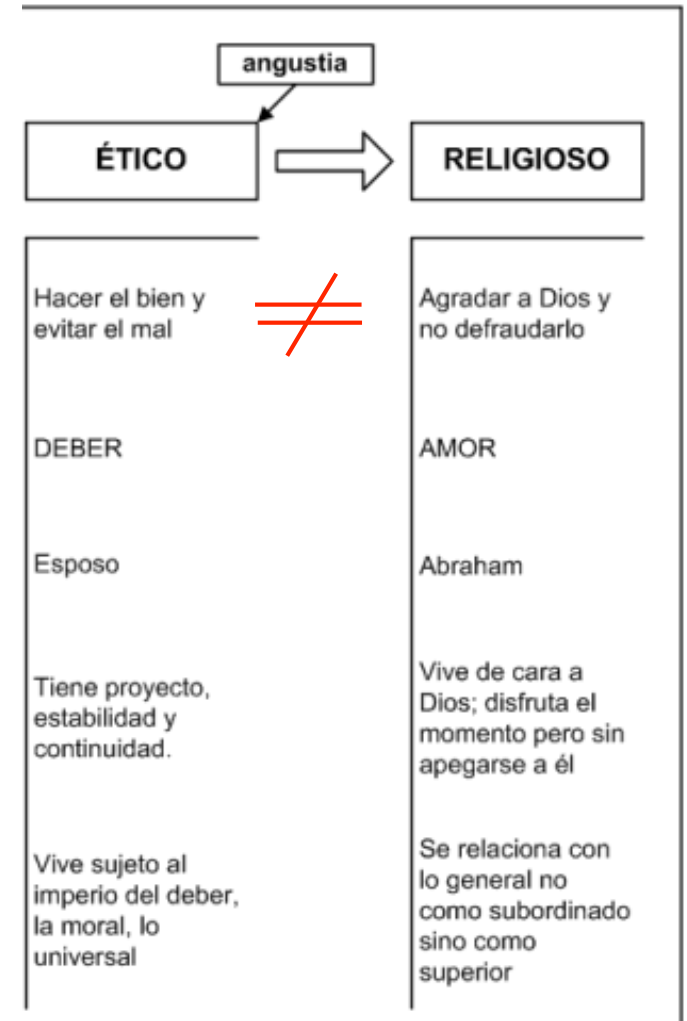 angustia
ÉTICO
RELIGIOSO
Hacer el bien y
evitar el mal
Agradar a Dios y
no defraudarlo
DEBER
AMOR
Esposo
Abraham
Tiene proyecto,
estabilidad y
continuidad.
Vive de cara a
Dios; disfruta el
momento pero sin
apegarse a él
Vive sujeto al
imperio del deber,
la moral, lo
universal
Se relaciona con
lo general no
como subordinado
sino como
superior